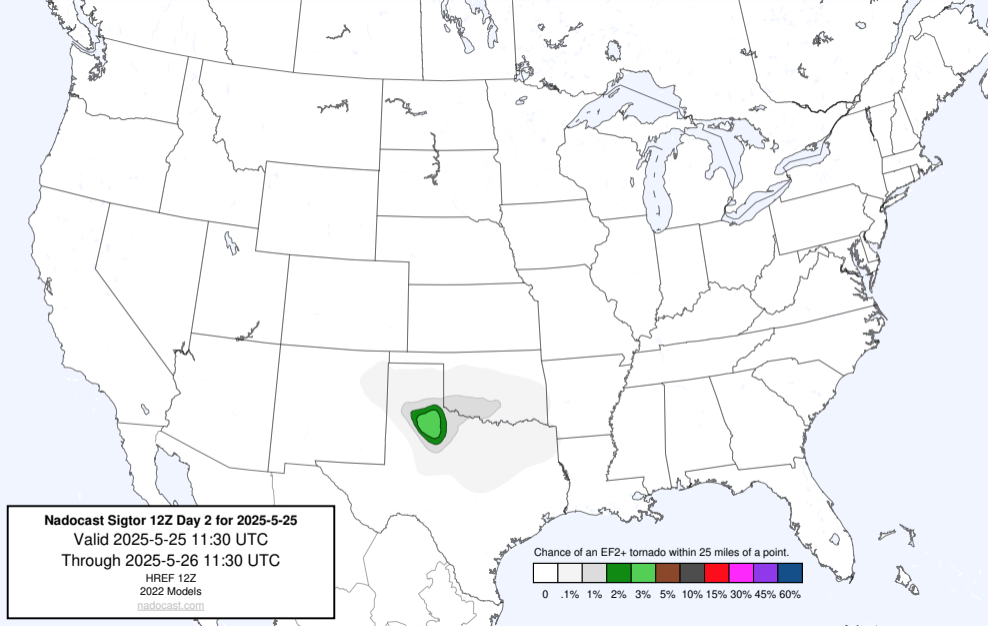 Nadocast Sigtor 12Z Day 2 for 2025-5-25
Valid 2025-5-25 11:30 UTC
Through 2025-5-26 11:30 UTC
HREF 12Z
2022 Models
nadocast.com
Chance of an EF2+ tornado within 25 miles of a point.
0 .1% 1% 2% 3% 5% 10% 15% 30% 45% 60%